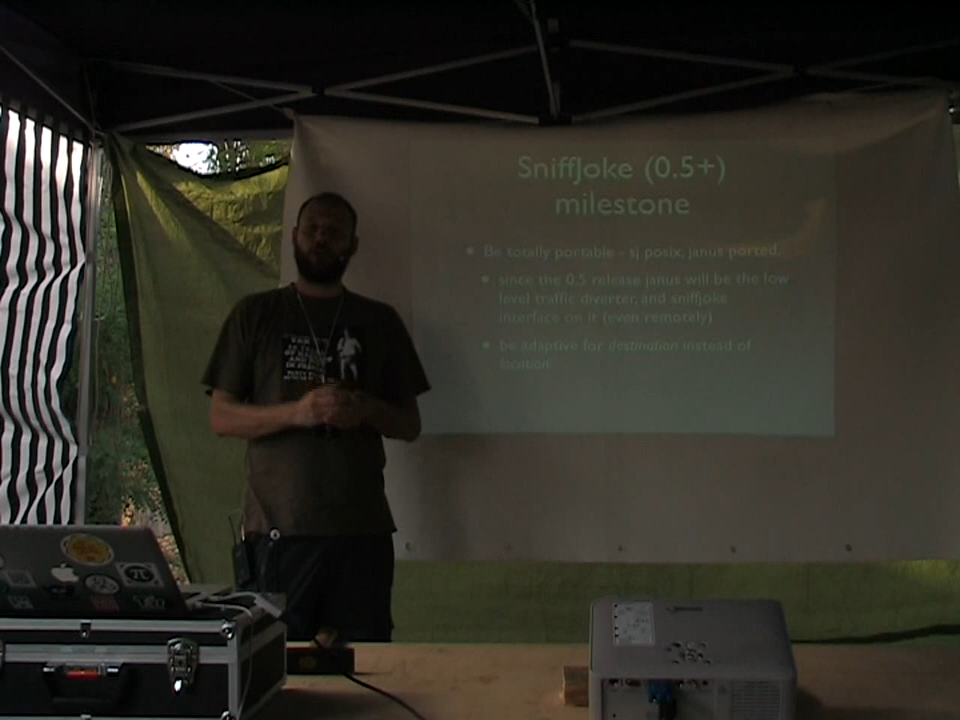 SniffJoke (0.5+)
milestone
Be totally portable - sj posix, janus ported.
since the 0.5 release janus will be the low
level traffic diverter, and sniffjoke
interface on it (even remotely)
be adaptive for destination instead of
location